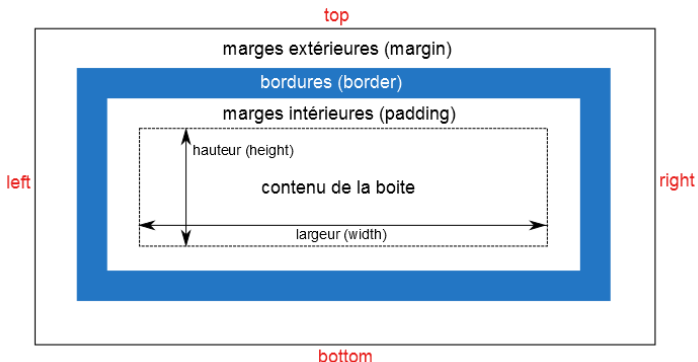 top
marges extérieures (margin)
bordures (border)
marges intérieures (padding)
hauteur (height)
left
contenu de la boite
right
largeur (width)
bottom